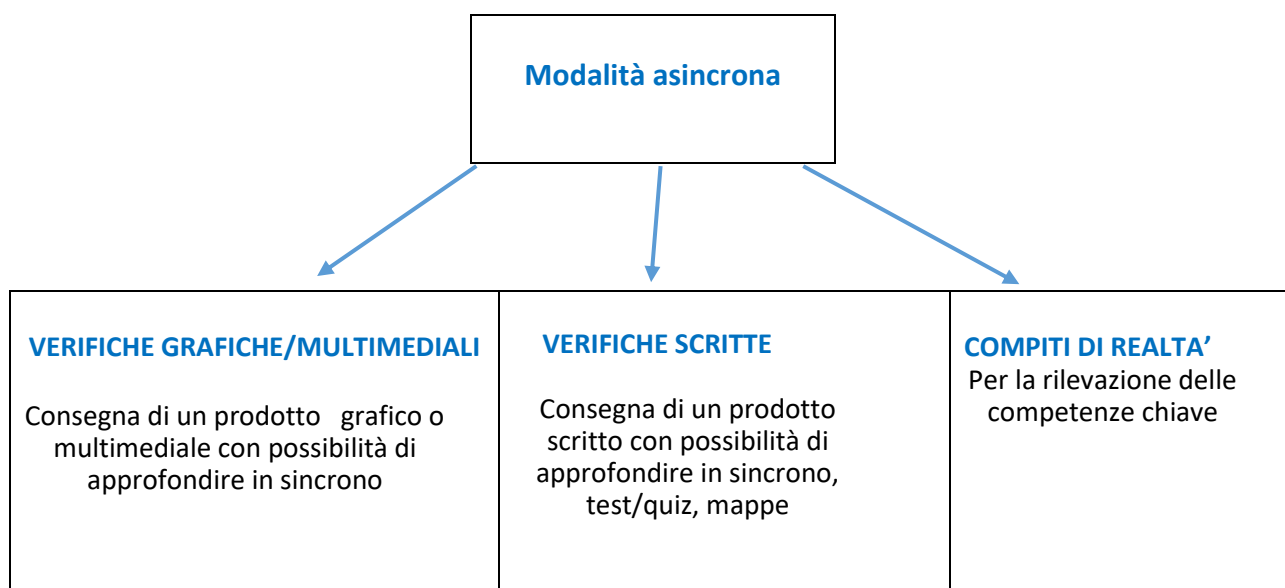 Modalità asincrona
VERIFICHE GRAFICHE/MULTIMEDIALI
Consegna di un prodotto grafico o
multimediale con possibilità di
approfondire in sincrono
VERIFICHE SCRITTE
Consegna di un prodotto
scritto con possibilità di
approfondire in sincrono,
test/quiz, mappe
COMPITI DI REALTA’
Per la rilevazione delle
competenze chiave